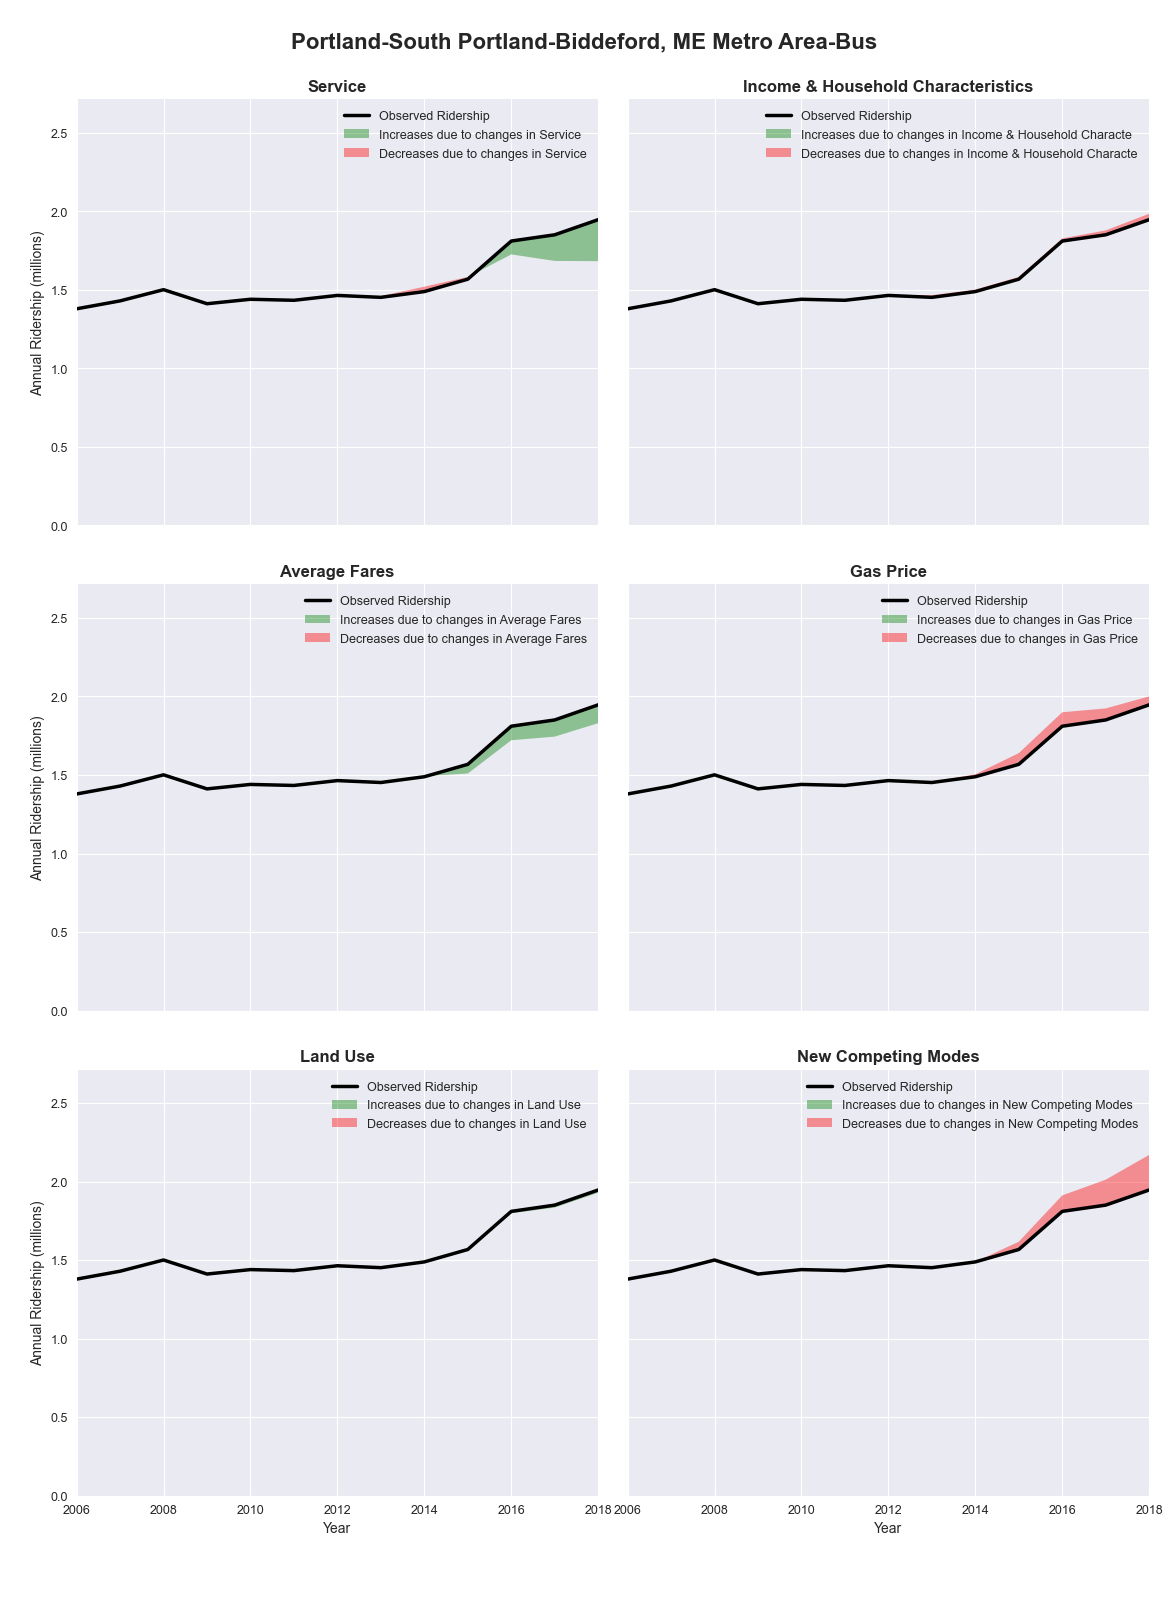 Portland-South Portland-Biddeford, ME Metro Area-Bus
Service
Observed Ridership
Increases due to changes in Service
Decreases due to changes in Service
2.5
2.0
1.5
1.0
0.5
0.0
Annual Ridership (millions)
Income & Household Characteristics
Observed Ridership
Increases due to changes in Income & Household Characte
Decreases due to changes in Income & Household Characte
Average Fares
Observed Ridership
Increases due to changes in Average Fares
Decreases due to changes in Average Fares
2.5
2.0
1.5
1.0
0.5
0.0
Annual Ridership (millions)
Gas Price
Observed Ridership
Increases due to changes in Gas Price
Decreases due to changes in Gas Price
Land Use
Observed Ridership
Increases due to changes in Land Use
Decreases due to changes in Land Use
2.5
2.0
1.5
1.0
0.5
0.0
Annual Ridership (millions)
2006 2008 2010 2012 2014 2016 2018
Year
New Competing Modes
Observed Ridership
Increases due to changes in New Competing Modes
Decreases due to changes in New Competing Modes
2006 2008 2010 2012 2014 2016 2018
Year